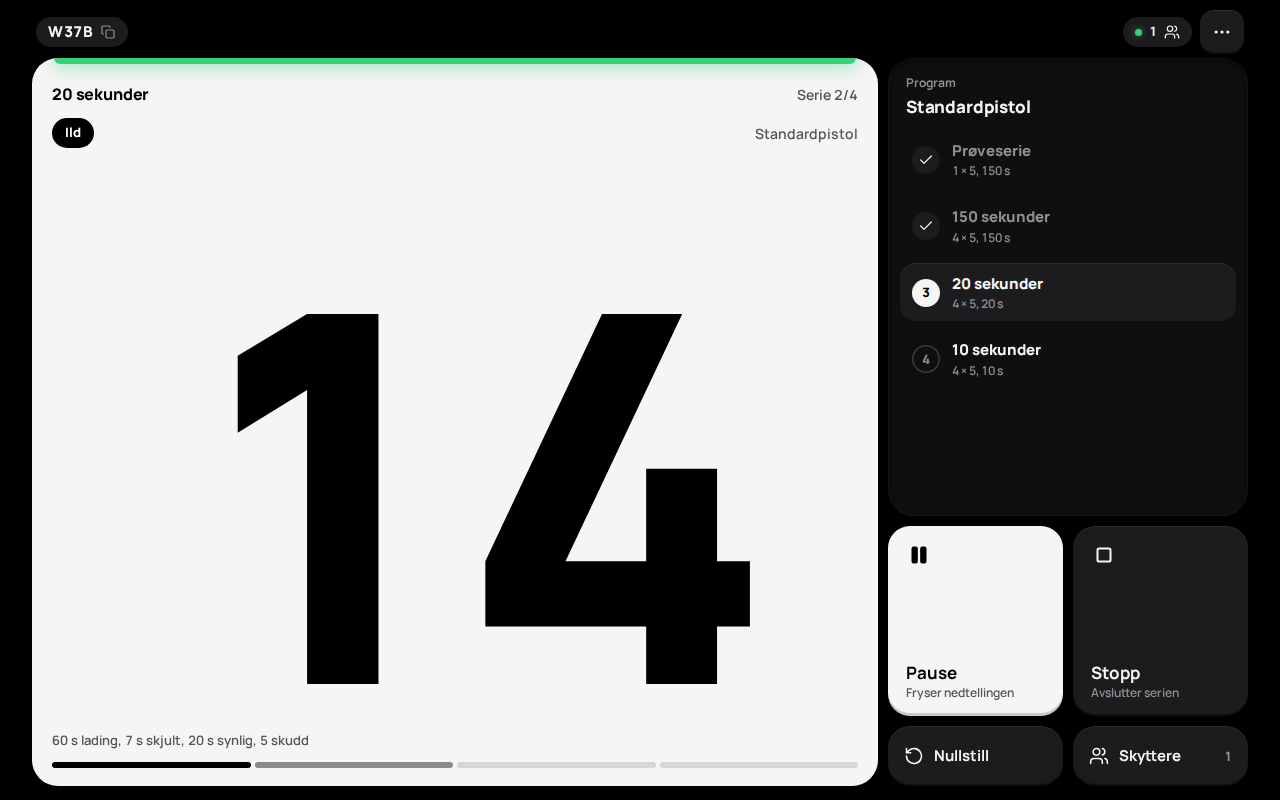 W37B
1
20 sekunder
Serie 2/4
Ild
Standardpistol
14
60 s lading, 7 s skjult, 20 s synlig, 5 skudd
Program
Standardpistol
Prøveserie
1 × 5, 150 s
150 sekunder
4 × 5, 150 s
3
20 sekunder
4 × 5, 20 s
4
10 sekunder
4 × 5, 10 s
Pause
Fryser nedtellingen
Stopp
Avslutter serien
Nullstill
Skyttere
1